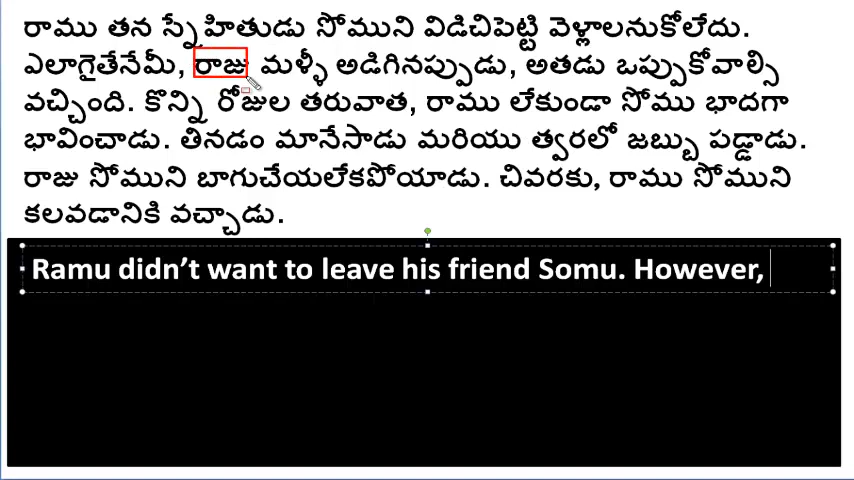 రాము తన స్నేహితుడు సోముని విడిచిపెట్టి వెళ్లాలనుకోలేదు.
ఎలాగైతేనేమీ, రాజు మళ్ళీ అడిగినప్పుడు, అతడు ఒప్పుకోవాల్సి
వచ్చింది. కొన్ని రోజుల తరువాత, రాము లేకుండా సోము భాదగా
భావించాడు. తినడం మానేసాడు మరియు త్వరలో జబ్బు పడ్డాడు.
రాజు సోముని బాగుచేయలేకపోయాడు. చివరకు, రాము సోముని
కలవడానికి వచ్చాడు.
Ramu didn’t want to leave his friend Somu. However,